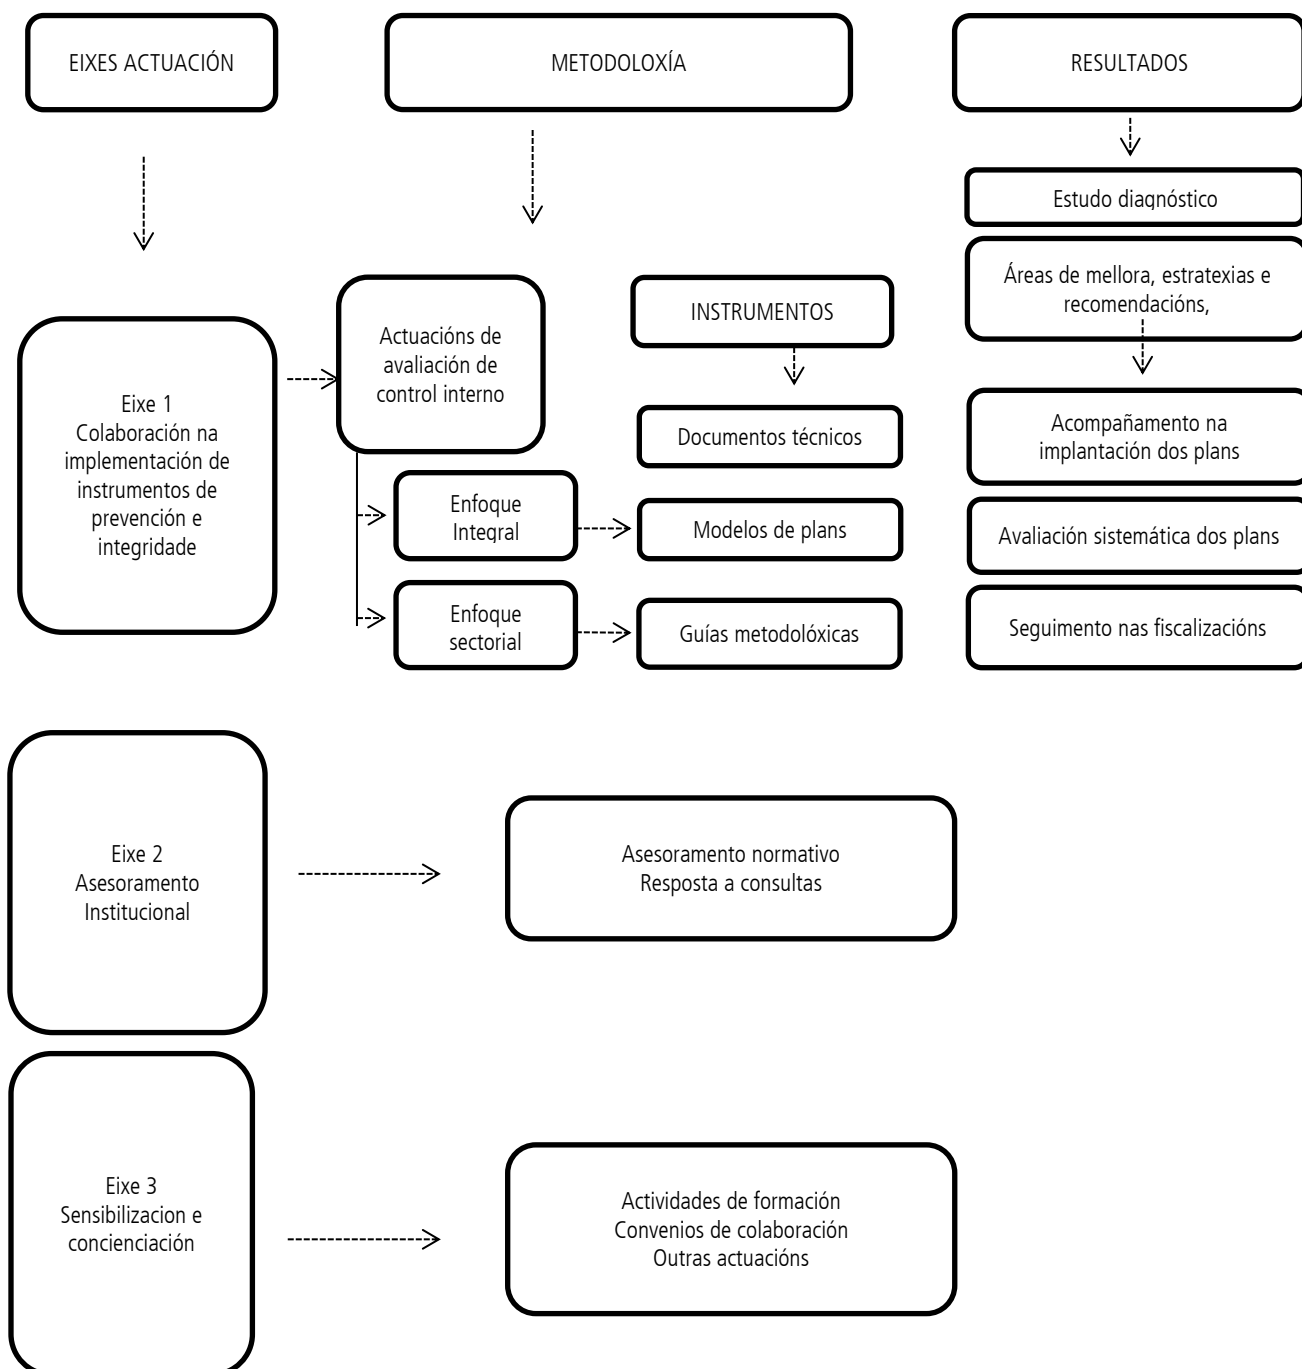 EIXES ACTUACIÓN
METODOLOXÍA
RESULTADOS
Estudo diagnóstico
Áreas de mellora, estratexias e
recomendacións,
INSTRUMENTOS
Actuacións de
avaliación de
control interno
Eixe 1
Colaboración na
implementación de
instrumentos de
prevención e
integridade
Documentos técnicos
Acompañamento na
implantación dos plans
Enfoque
Integral
Modelos de plans
Avaliación sistemática dos plans
Enfoque
sectorial
Guías metodolóxicas
Seguimento nas fiscalizacións
Eixe 2
Asesoramento
Institucional
Asesoramento normativo
Resposta a consultas
Eixe 3
Sensibilizacion e
concienciación
Actividades de formación
Convenios de colaboración
Outras actuacións